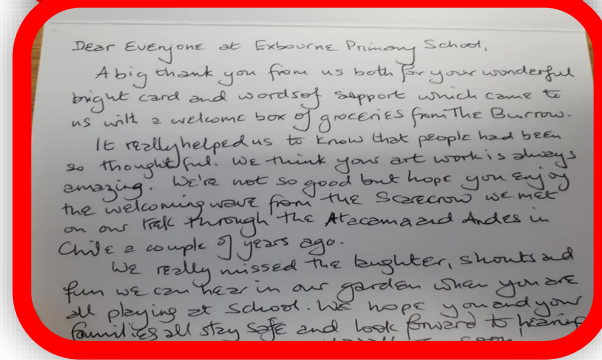 Dear Everyone at Exbourne Primary School,
A big thank you from us both for your wonderful
bright card and words of support which came to
us with a welcome box of groceries from The Burrow.
It really helped us to know that people had been
so thoughtful. We think your art work is always
amazing. We're not so good but hope you enjoy
the welcoming wave from the Scarecrow we met
on our trek through the Atacama and Andes in
Chile a couple of years ago.
We really missed the laughter, shouts and
fun we can hear in our garden when you are
all playing at school. We hope you and your
families all stay safe and look forward to hearing